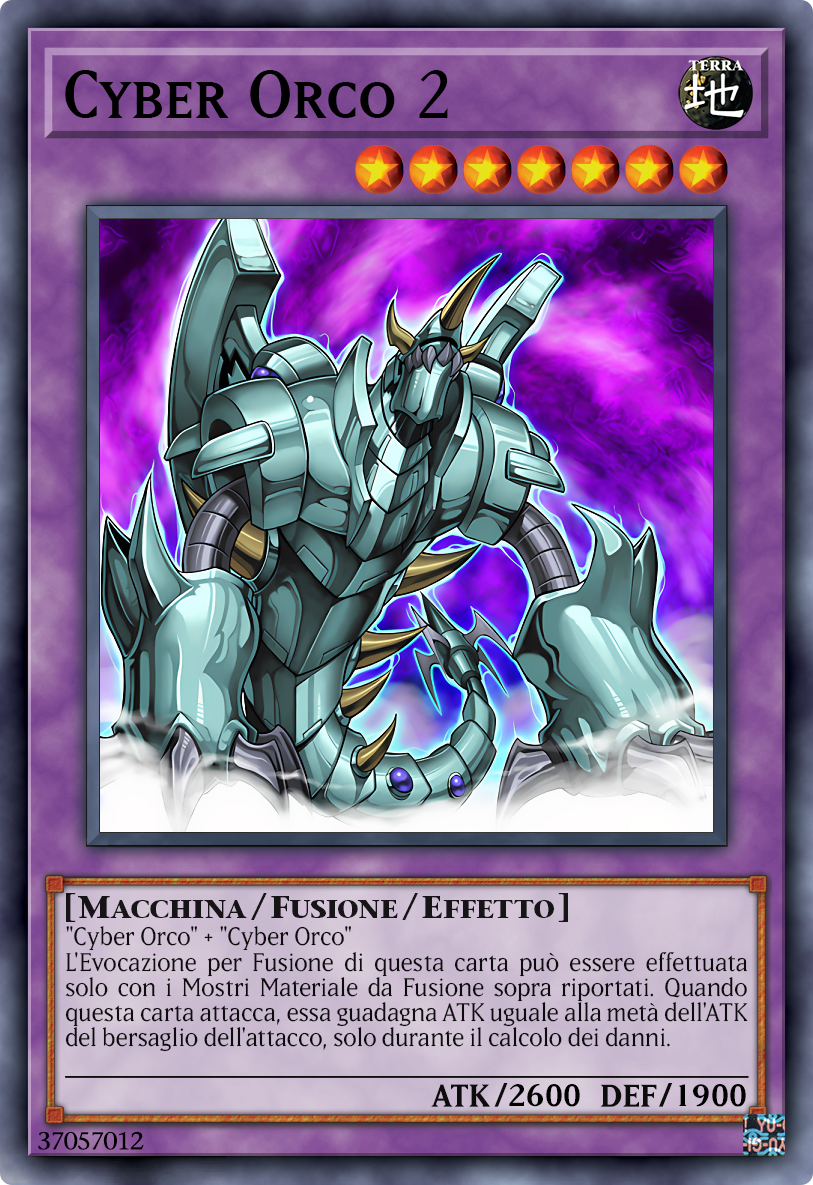 Cyber Orco 2
TERRA
地
[Macchina/Fusione/Effetto]
"Cyber Orco" + "Cyber Orco"
L'Evocazione per Fusione di questa carta può essere effettuata
solo con i Mostri Materiale da Fusione sopra riportati. Quando
questa carta attacca, essa guadagna ATK uguale alla metà dell'ATK
del bersaglio dell'attacco, solo durante il calcolo dei danni.
ATK/2600 DEF/1900
37057012